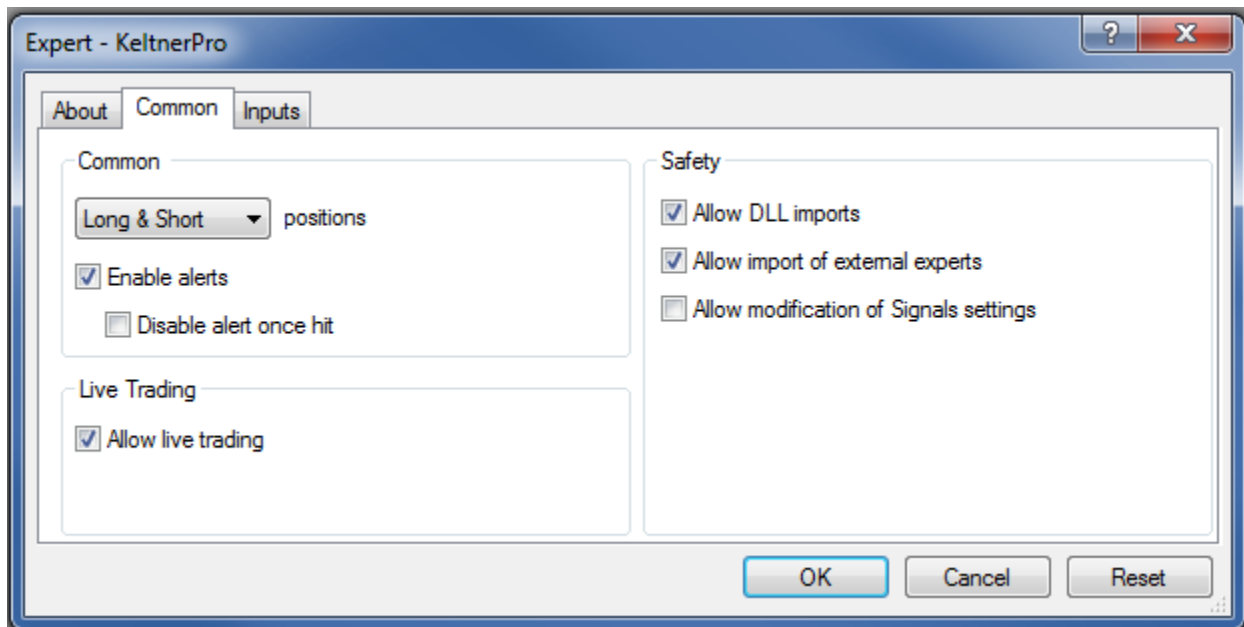 Expert - KeltnerPro
?
X
About
Common
Inputs
Common
Long & Short
positions
Enable alerts
Disable alert once hit
Live Trading
Allow live trading
Safety
Allow DLL imports
Allow import of external experts
Allow modification of Signals settings
OK
Cancel
Reset